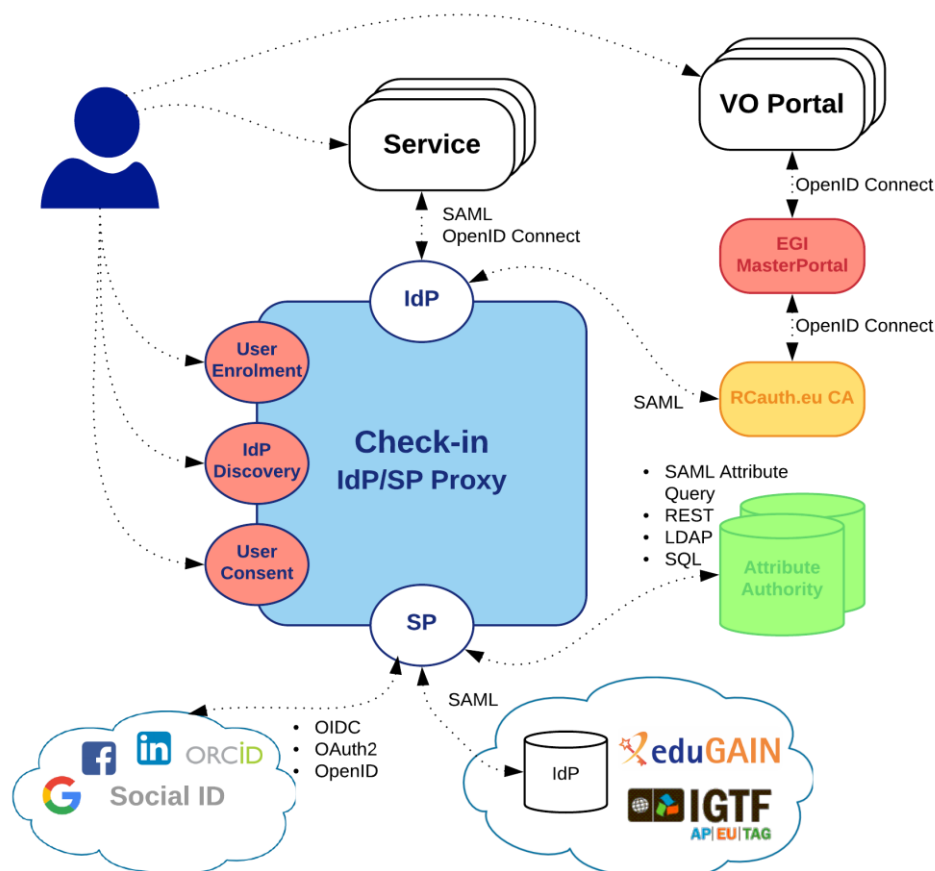 VO Portal
Service
OpenID Connect
SAML
OpenID Connect
EGI
MasterPortal
IdP
OpenID Connect
User
Enrolment
RCauth.eu CA
SAML
Check-in
IdP/SP Proxy
IdP
Discovery
• SAML Attribute
Query
• REST
• LDAP
• SQL
User
Consent
Attribute
Authority
SP
SAML
• OIDC
• OAuth2
• OpenID
f
in
ORCID
G
Social ID
IdP
eduGAIN
IGTF
AP|EU|TAG